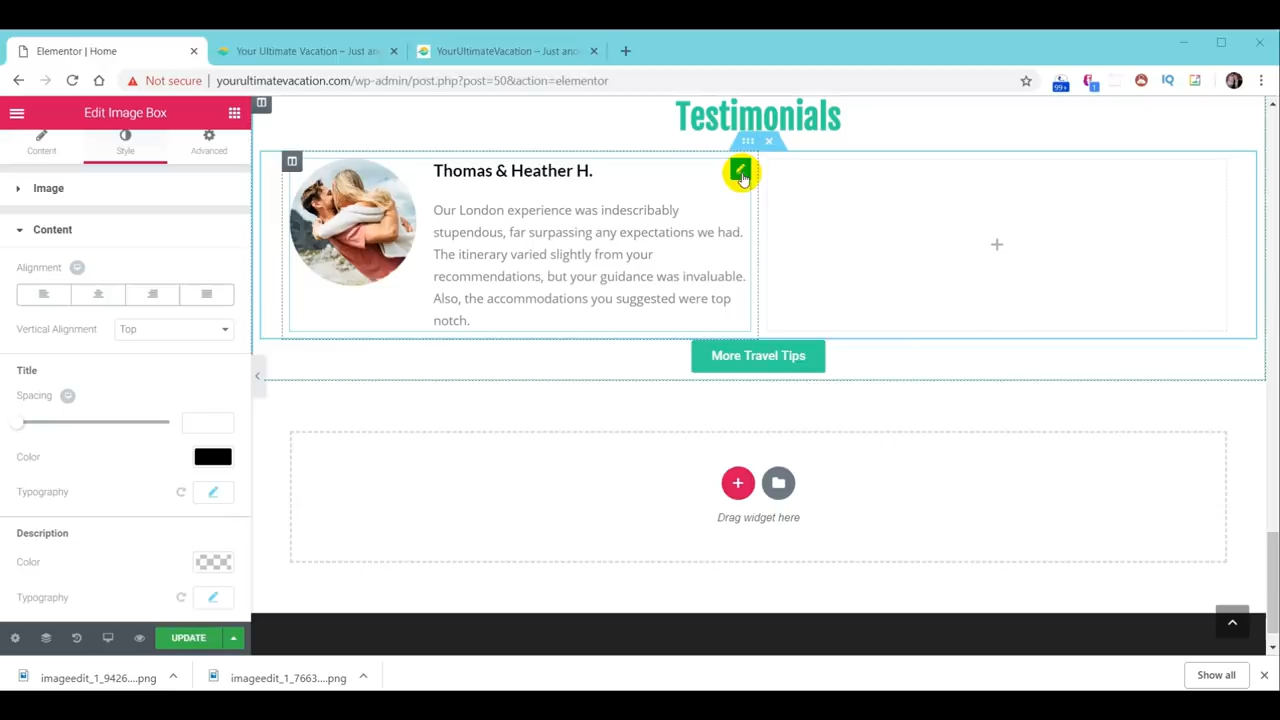 Elementor | Home
Your Ultimate Vacation – Just an
YourUltimateVacation – Just ano
Not secure
yourultimatevacation.com/wp-admin/post.php?post=50&action=elementor
99+
1
IQ
Edit Image Box
Content
Style
Advanced
Image
Content
Alignment
Vertical Alignment
Top
Title
Spacing
Color
Typography
Description
Color
Typography
UPDATE
Testimonials
Thomas & Heather H.
Our London experience was indescribably
stupendous, far surpassing any expectations we had.
The itinerary varied slightly from your
recommendations, but your guidance was invaluable.
Also, the accommodations you suggested were top
notch.
More Travel Tips
Drag widget here
imageedit_1_9426....png
imageedit_1_7663....png
Show all